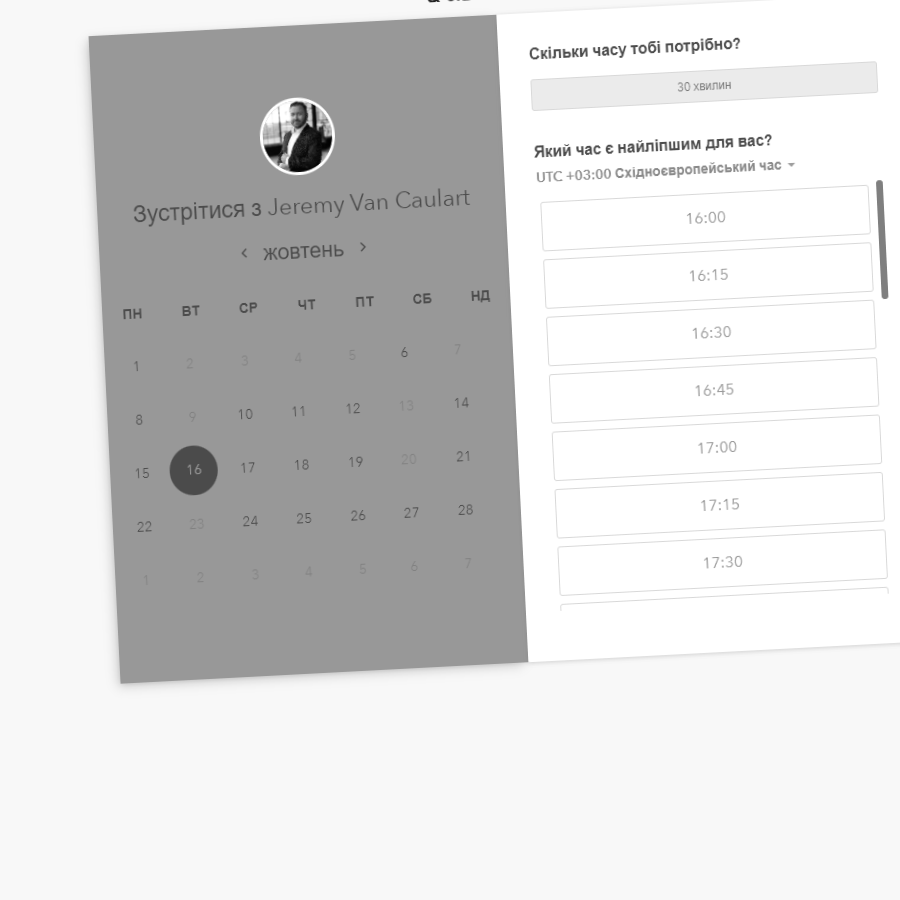 Зустрітися з Jeremy Van Caulart
‹ жовтень ›
ПН ВТ СР ЧТ ПТ СБ НД
1 2 3 4 5 6 7
8 9 10 11 12 13 14
15 16 17 18 19 20 21
22 23 24 25 26 27 28
1 2 3 4 5 6 7
Скільки часу тобі потрібно?
30 хвилин
Який час є найліпшим для вас?
UTC +03:00 Східноєвропейський час
16:00
16:15
16:30
16:45
17:00
17:15
17:30